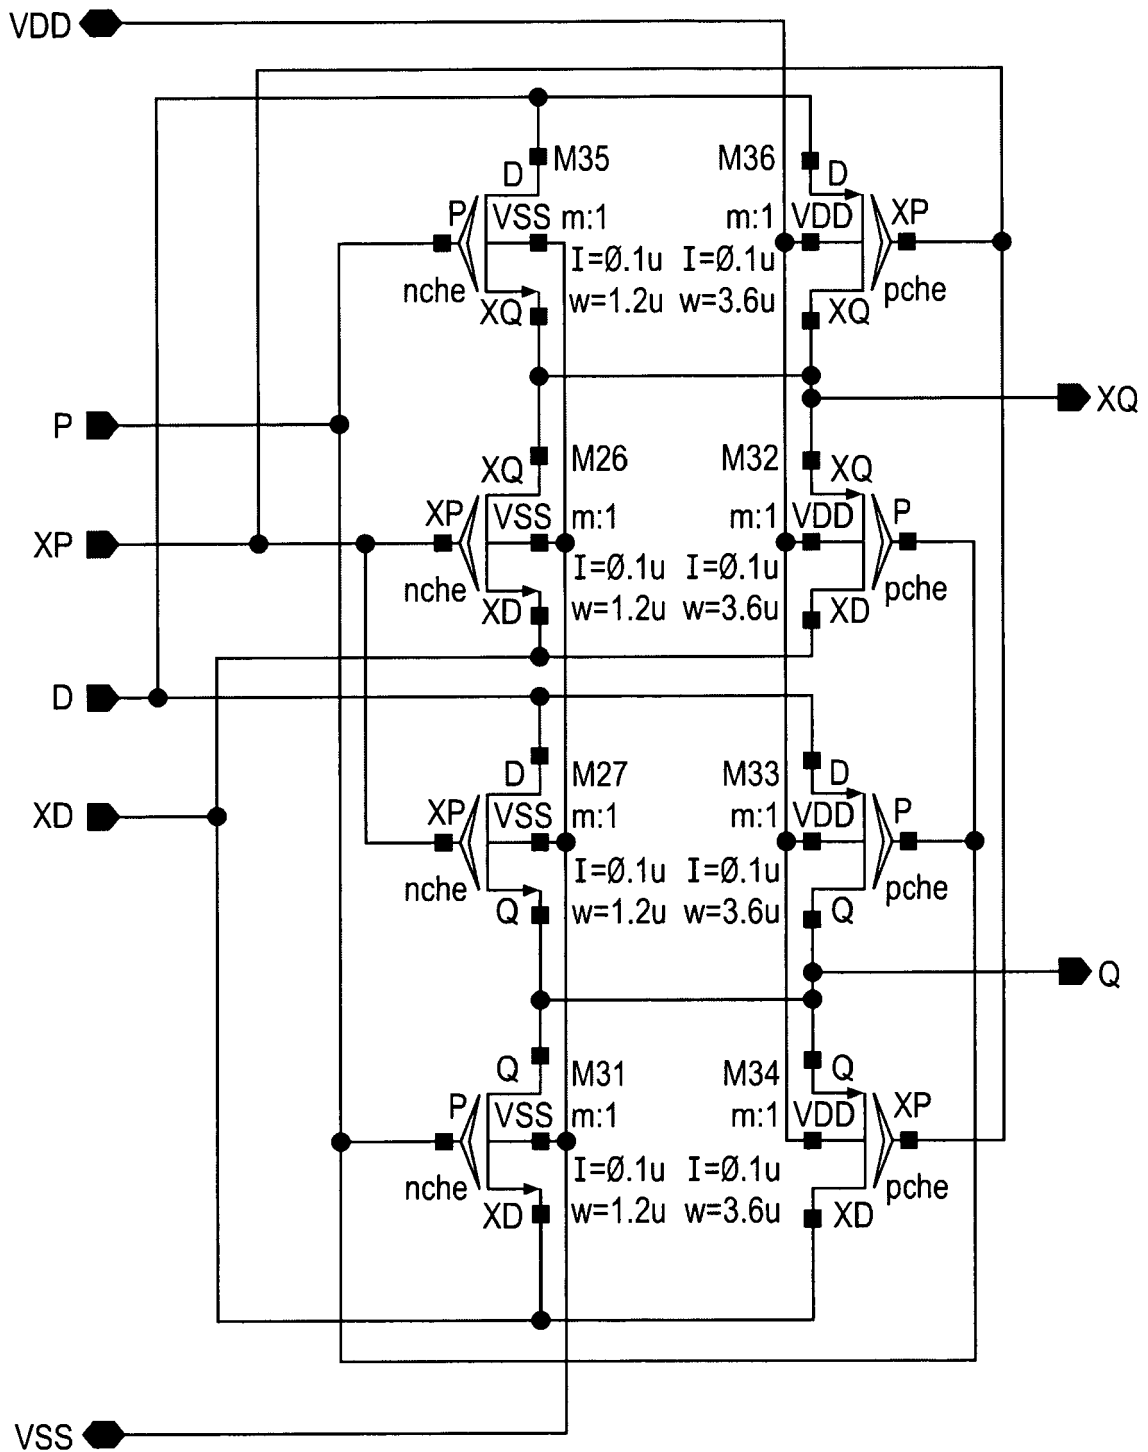 VDD
M35 M36
D D
P VSS m:1 m:1 VDD XP
I=Ø.1u I=Ø.1u
nche w=1.2u w=3.6u pche
XQ XQ
XQ
P
M26 M32
XQ XQ
XP VSS m:1 m:1 VDD P
XP
I=Ø.1u I=Ø.1u
nche w=1.2u w=3.6u pche
XD XD
D
M27 M33
D D
XP VSS m:1 m:1 VDD P
XD
I=Ø.1u I=Ø.1u
nche w=1.2u w=3.6u pche
Q Q
Q
M31 M34
Q Q
P VSS m:1 m:1 VDD XP
I=Ø.1u I=Ø.1u
nche w=1.2u w=3.6u pche
XD XD
VSS